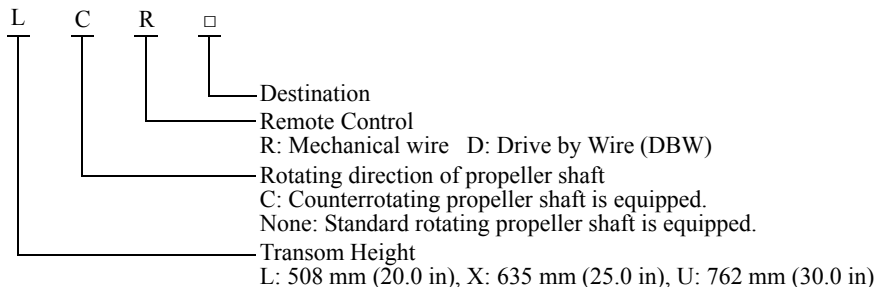 L C R □
Destination
Remote Control
R: Mechanical wire D: Drive by Wire (DBW)
Rotating direction of propeller shaft
C: Counterrotating propeller shaft is equipped.
None: Standard rotating propeller shaft is equipped.
Transom Height
L: 508 mm (20.0 in), X: 635 mm (25.0 in), U: 762 mm (30.0 in)